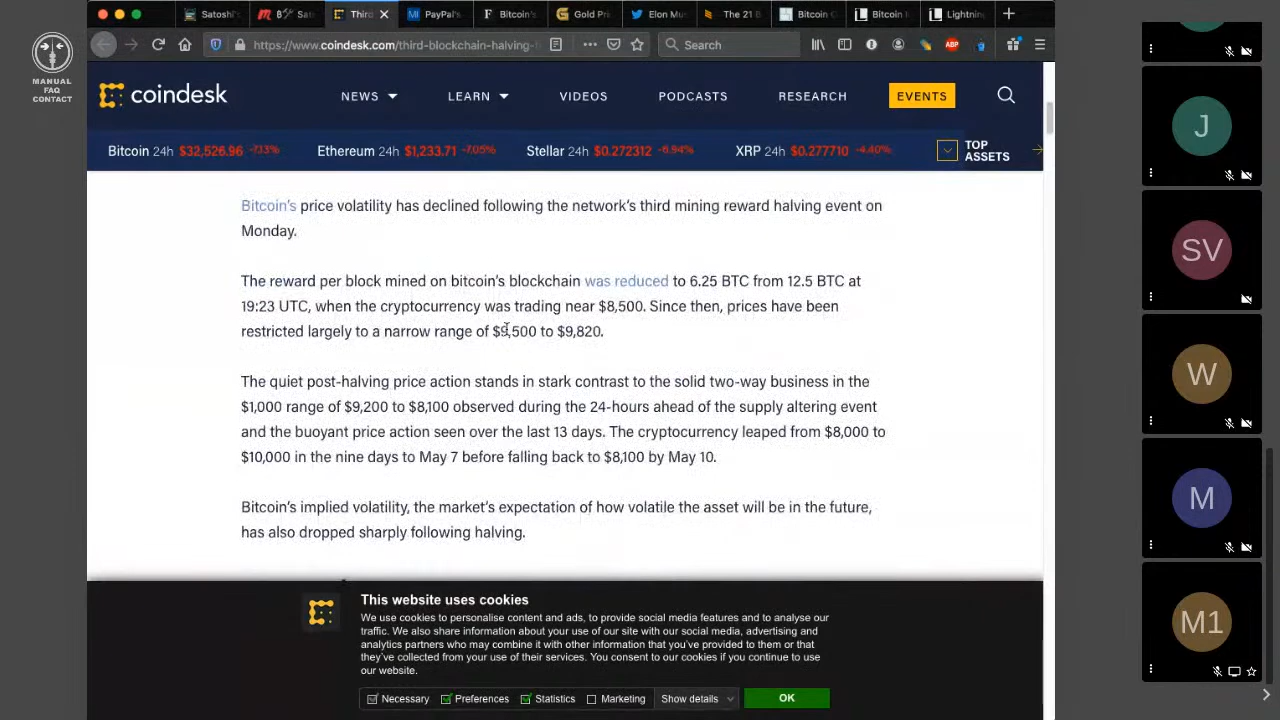 Satoshi's
Sat
Third
PayPal's
Bitcoin's
Gold Pri
Elon Mus
The 21 B
Bitcoin
Bitcoin
Lightnin
https://www.coindesk.com/third-blockchain-halving-
Search
ABP
MANUAL
FAQ
CONTACT
coindesk
NEWS
LEARN
VIDEOS
PODCASTS
RESEARCH
EVENTS
Bitcoin 24h $32,526.96 -7.13%
Ethereum 24h $1,233.71 -7.05%
Stellar 24h $0.272312 -6.94%
XRP 24h $0.277710 -4.40%
TOP
ASSETS
Bitcoin's price volatility has declined following the network's third mining reward halving event on
Monday.
The reward per block mined on bitcoin's blockchain was reduced to 6.25 BTC from 12.5 BTC at
19:23 UTC, when the cryptocurrency was trading near $8,500. Since then, prices have been
restricted largely to a narrow range of $9,500 to $9,820.
The quiet post-halving price action stands in stark contrast to the solid two-way business in the
$1,000 range of $9,200 to $8,100 observed during the 24-hours ahead of the supply altering event
and the buoyant price action seen over the last 13 days. The cryptocurrency leaped from $8,000 to
$10,000 in the nine days to May 7 before falling back to $8,100 by May 10.
Bitcoin's implied volatility, the market's expectation of how volatile the asset will be in the future,
has also dropped sharply following halving.
This website uses cookies
We use cookies to personalise content and ads, to provide social media features and to analyse our
traffic. We also share information about your use of our site with our social media, advertising and
analytics partners who may combine it with other information that you've provided to them or that
they've collected from your use of their services. You consent to our cookies if you continue to
use our website.
Necessary
Preferences
Statistics
Marketing
Show details
OK
J
SV
W
M
M1